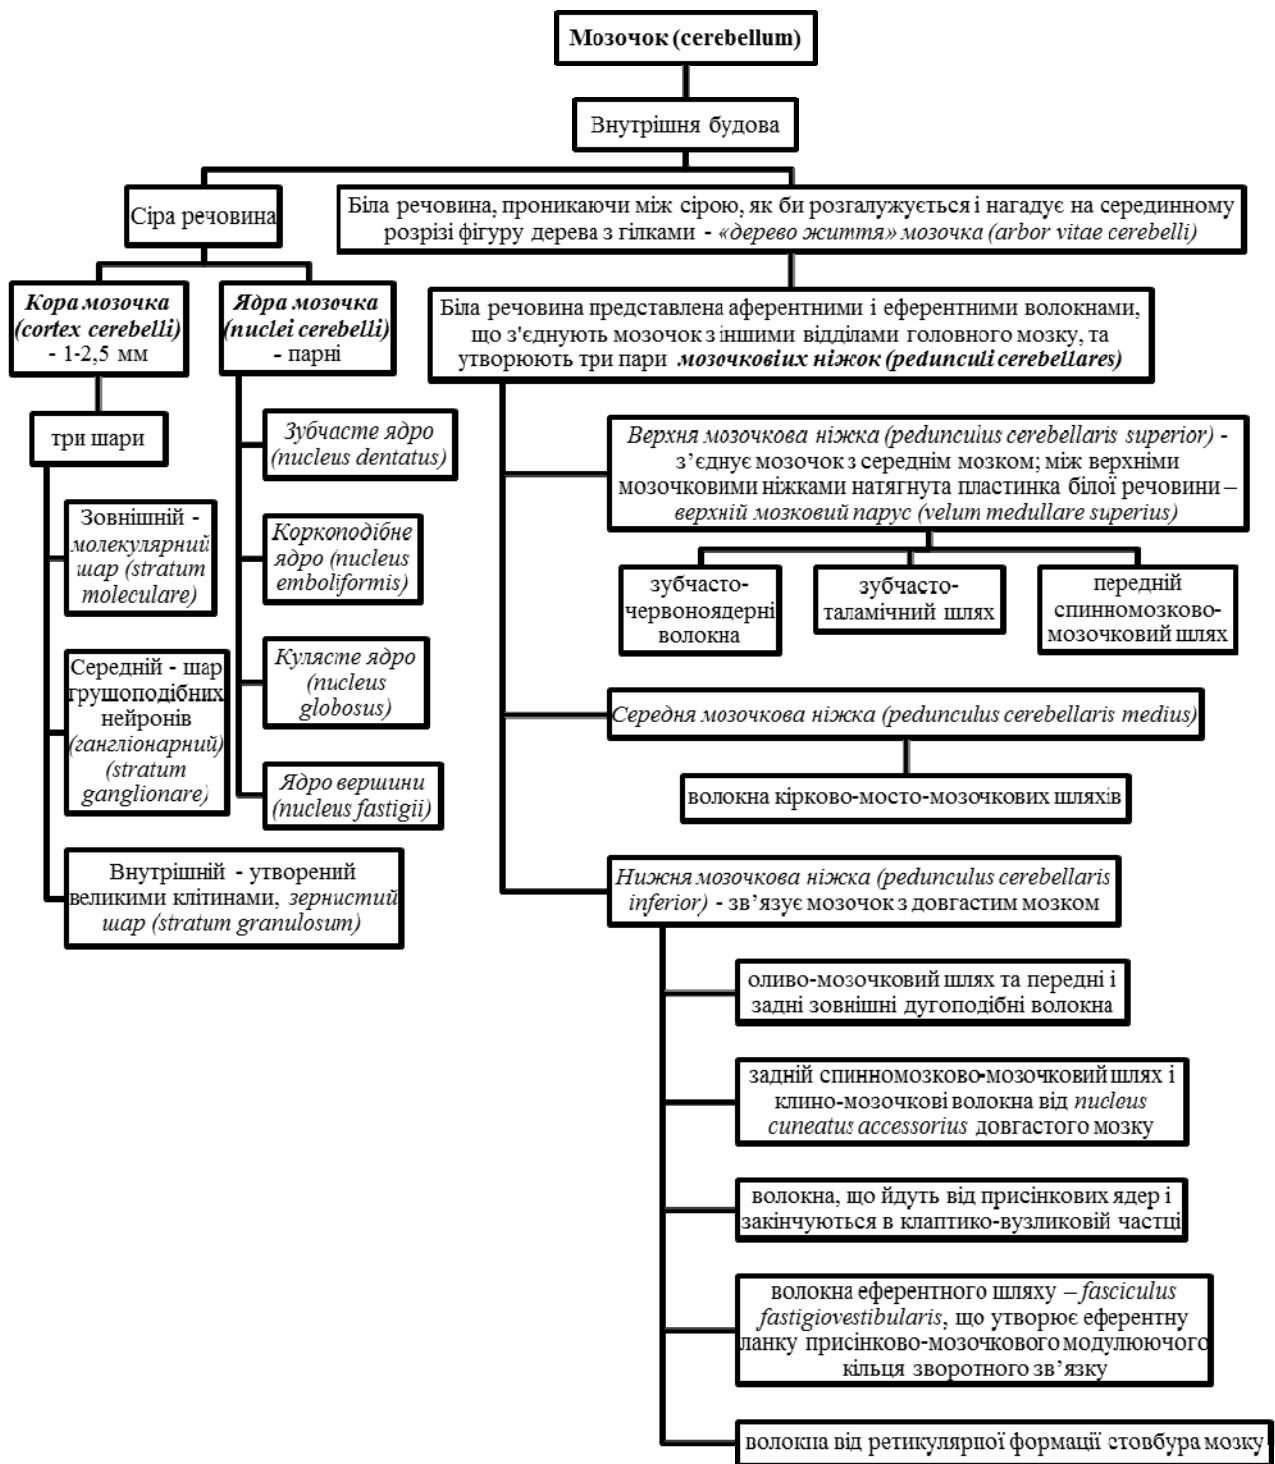 Мозочок (cerebellum)
Внутрішня будова
Сіра речовина
Біла речовина, проникаючи між сірою, як би розгалужується і нагадує на серединному
розрізі фігуру дерева з гілками - «дерево життя» мозочка (arbor vitae cerebelli)
Кора мозочка
(cortex cerebelli)
- 1-2,5 мм
Ядра мозочка
(nuclei cerebelli)
- парні
Біла речовина представлена аферентними і еферентними волокнами,
що з'єднують мозочок з іншими відділами головного мозку, та
утворюють три пари мозочковіих ніжок (pedunculi cerebellares)
три шари
Зовнішній -
молекулярний
шар (stratum
moleculare)
Середній - шар
грушоподібних
нейронів
(гангліонарний)
(stratum
ganglionare)
Внутрішній - утворений
великими клітинами, зернистий
шар (stratum granulosum)
Зубчасте ядро
(nucleus dentatus)
Коркоподібне
ядро (nucleus
emboliformis)
Кулясте ядро
(nucleus
globosus)
Ядро вершини
(nucleus fastigii)
Верхня мозочкова ніжка (pedunculus cerebellaris superior) -
з’єднує мозочок з середнім мозком; між верхніми
мозочковими ніжками натягнута пластинка білої речовини –
верхній мозковий парус (velum medullare superius)
зубчасто-
червоноядерні
волокна
зубчасто-
таламічний шлях
передній
спинномозково-
мозочковий шлях
Середня мозочкова ніжка (pedunculus cerebellaris medius)
волокна кірково-мосто-мозочкових шляхів
Нижня мозочкова ніжка (pedunculus cerebellaris
inferior) - зв’язує мозочок з довгастим мозком
оливо-мозочковий шлях та передні і
задні зовнішні дугоподібні волокна
задній спинномозково-мозочковий шлях і
клино-мозочкові волокна від nucleus
cuneatus accessorius довгастого мозку
волокна, що йдуть від присінкових ядер і
закінчуються в клаптико-вузликовій частці
волокна еферентного шляху – fasciculus
fastigiovestibularis, що утворює еферентну
ланку присінково-мозочкового модулюючого
кільця зворотного зв’язку
волокна від ретикулярної формації стовбура мозку